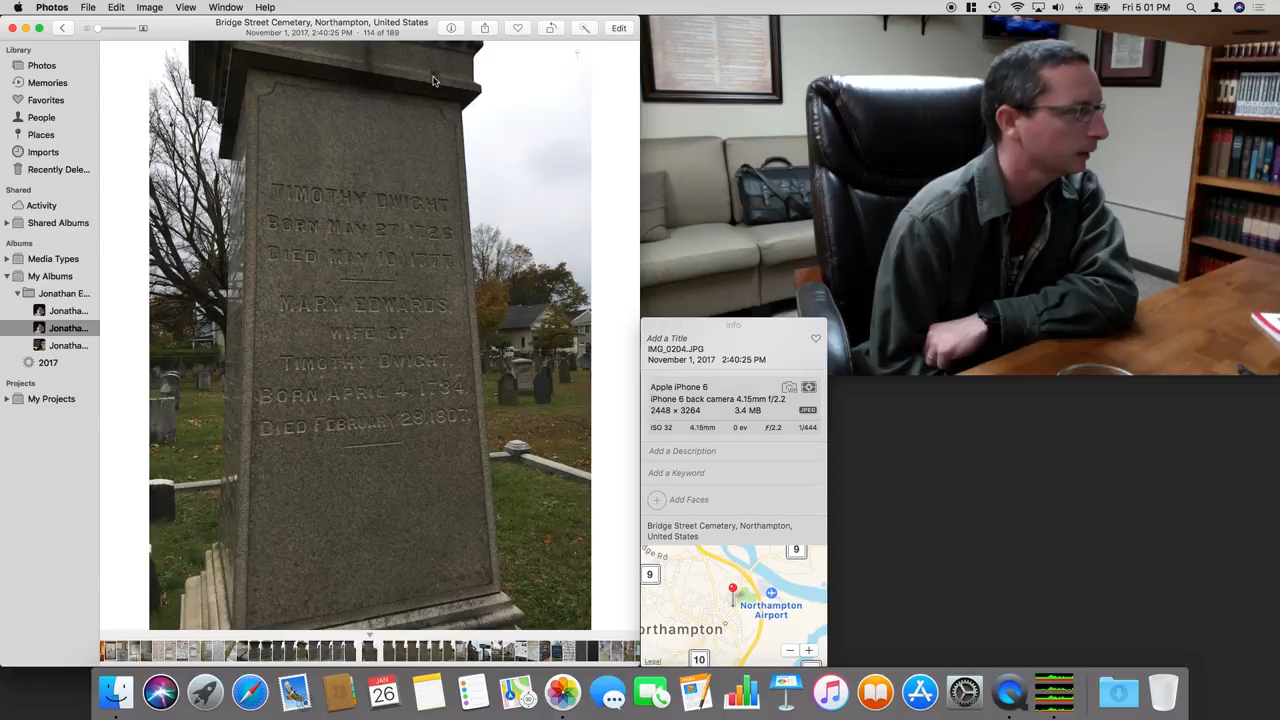 Photos File Edit Image View Window Help
Fri 5:01 PM
Bridge Street Cemetery, Northampton, United States
November 1, 2017, 2:40:25 PM · 114 of 189
Edit
Library
Photos
Memories
Favorites
People
Places
Imports
Recently Dele...
Shared
Activity
Shared Albums
Albums
Media Types
My Albums
Jonathan E...
Jonatha...
Jonatha...
Jonatha...
2017
Projects
My Projects
TIMOTHY DWIGHT
BORN MAY 27, 1726
DIED MAY 10, 1777
MARY EDWARDS,
WIFE OF
TIMOTHY DWIGHT.
BORN APRIL 4, 1734.
DIED FEBRUARY 28, 1807.
Info
Add a Title
IMG_0204.JPG
November 1, 2017 2:40:25 PM
Apple iPhone 6
iPhone 6 back camera 4.15mm f/2.2
2448 × 3264 3.4 MB JPEG
ISO 32 4.15mm 0 ev ƒ/2.2 1/444
Add a Description
Add a Keyword
Add Faces
Bridge Street Cemetery, Northampton,
United States
9
dge Rd
9
Northampton
Airport
orthampton
Legal
10
JAN
26